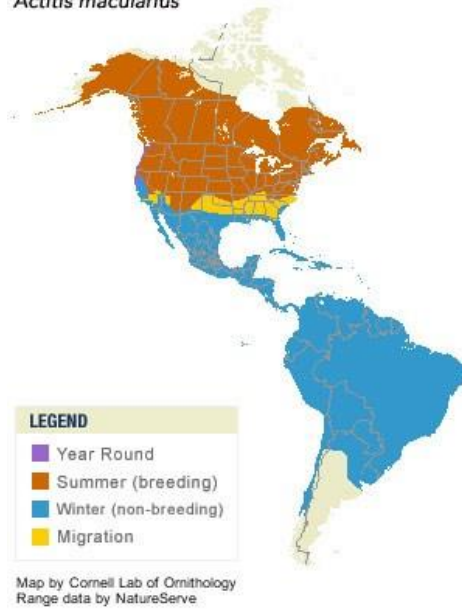 Actitis macularius
LEGEND
Year Round
Summer (breeding)
Winter (non-breeding)
Migration
Map by Cornell Lab of Ornithology
Range data by NatureServe